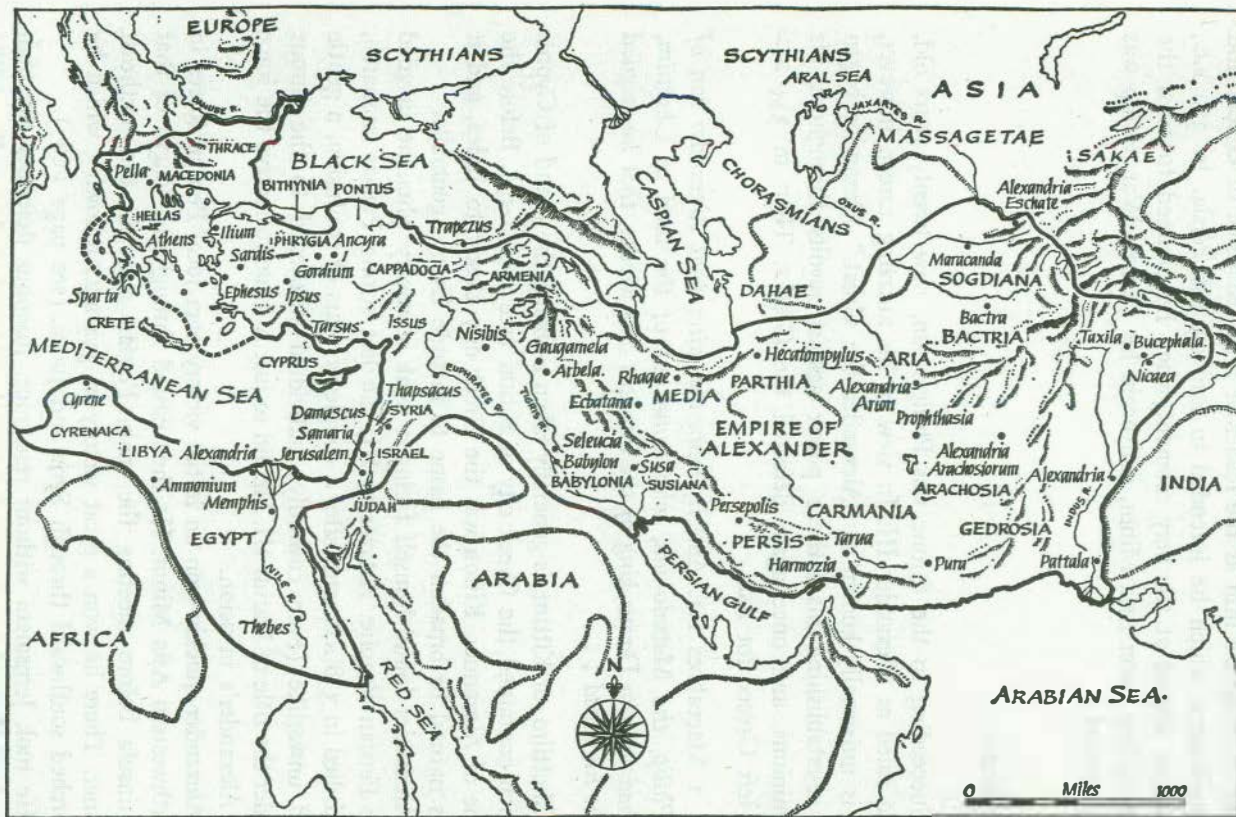 EUROPE
SCYTHIANS
SCYTHIANS
ARAL SEA
ASIA
DANUBE R.
JAXARTES R.
MASSAGETAE
SAKAE
THRACE
BLACK SEA
Pella
MACEDONIA
BITHYNIA
PONTUS
CASPIAN SEA
CHORASMIANS
OXUS R.
Alexandria
Eschate
HELLAS
Ilium
PHRYGIA
Ancyra
Trapezus
Athens
Sardis
Gordium
CAPPADOCIA
ARMENIA
Maracanda
SOGDIANA
Sparta
Ephesus
Ipsus
DAHAE
Bactra
BACTRIA
CRETE
Tarsus
Issus
Nisibis
Gaugamela
Hecatompylus
ARIA
Taxila
Bucephala
MEDITERRANEAN SEA
CYPRUS
Arbela
Rhagae
MEDIA
PARTHIA
Alexandria
Arion
Nicaea
Cyrene
Thapsacus
SYRIA
EUPHRATES R.
TIGRIS R.
Ecbatana
Prophthasia
CYRENAICA
Damascus
Samaria
Jerusalem
ISRAEL
Seleucia
EMPIRE OF
ALEXANDER
LIBYA
Alexandria
Babylon
BABYLONIA
Susa
SUSIANA
Alexandria
Arachosiorum
ARACHOSIA
Alexandria
INDIA
Ammonium
Memphis
JUDAH
Persepolis
CARMANIA
GEDROSIA
INDUS R.
EGYPT
PERSIS
Harmozia
Pura
Pattala
NILE R.
ARABIA
PERSIAN GULF
AFRICA
Thebes
RED SEA
N
ARABIAN SEA.
0 Miles 1000